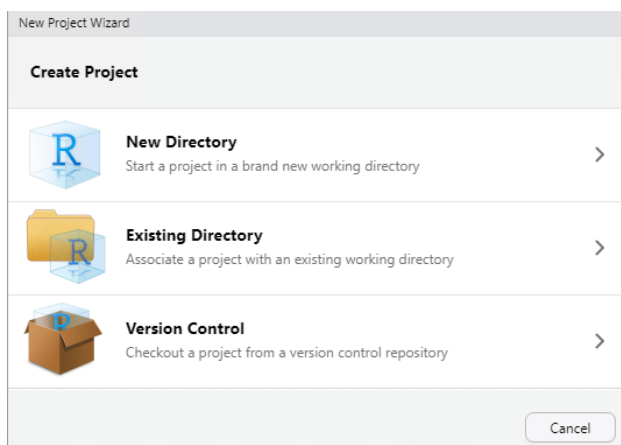 New Project Wizard
Create Project
R
New Directory
Start a project in a brand new working directory
R
Existing Directory
Associate a project with an existing working directory
R
Version Control
Checkout a project from a version control repository
Cancel